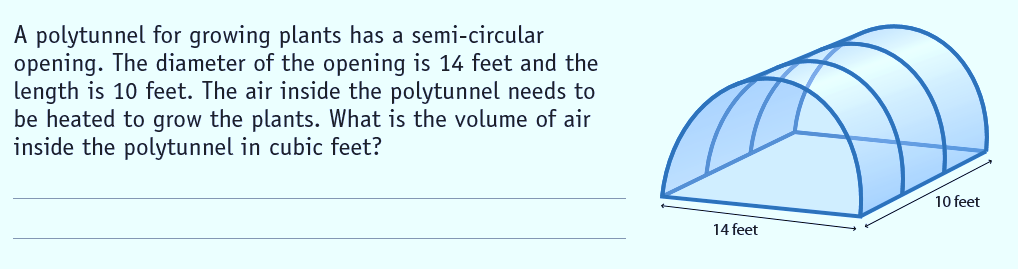 A polytunnel for growing plants has a semi-circular
opening. The diameter of the opening is 14 feet and the
length is 10 feet. The air inside the polytunnel needs to
be heated to grow the plants. What is the volume of air
inside the polytunnel in cubic feet?
10 feet
14 feet